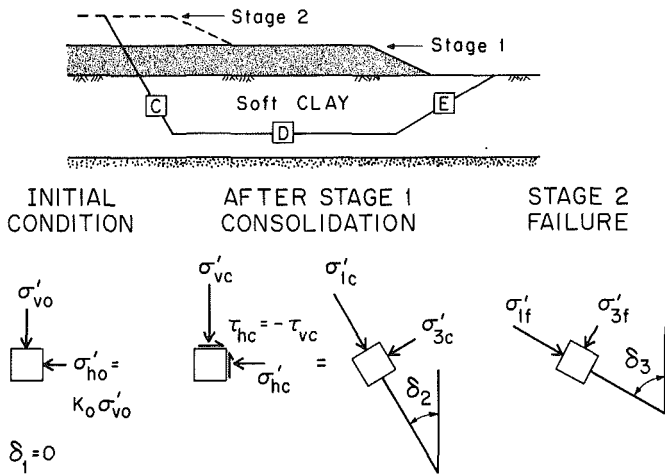 Stage 2
Stage 1
C
Soft CLAY
E
D
INITIAL
CONDITION
AFTER STAGE 1
CONSOLIDATION
STAGE 2
FAILURE
σ'vo
σ'ho =
Ko σ'vo
δ1 = 0
σ'vc
τhc = - τvc
σ'hc
=
σ'1c
σ'3c
δ2
σ'1f
σ'3f
δ3